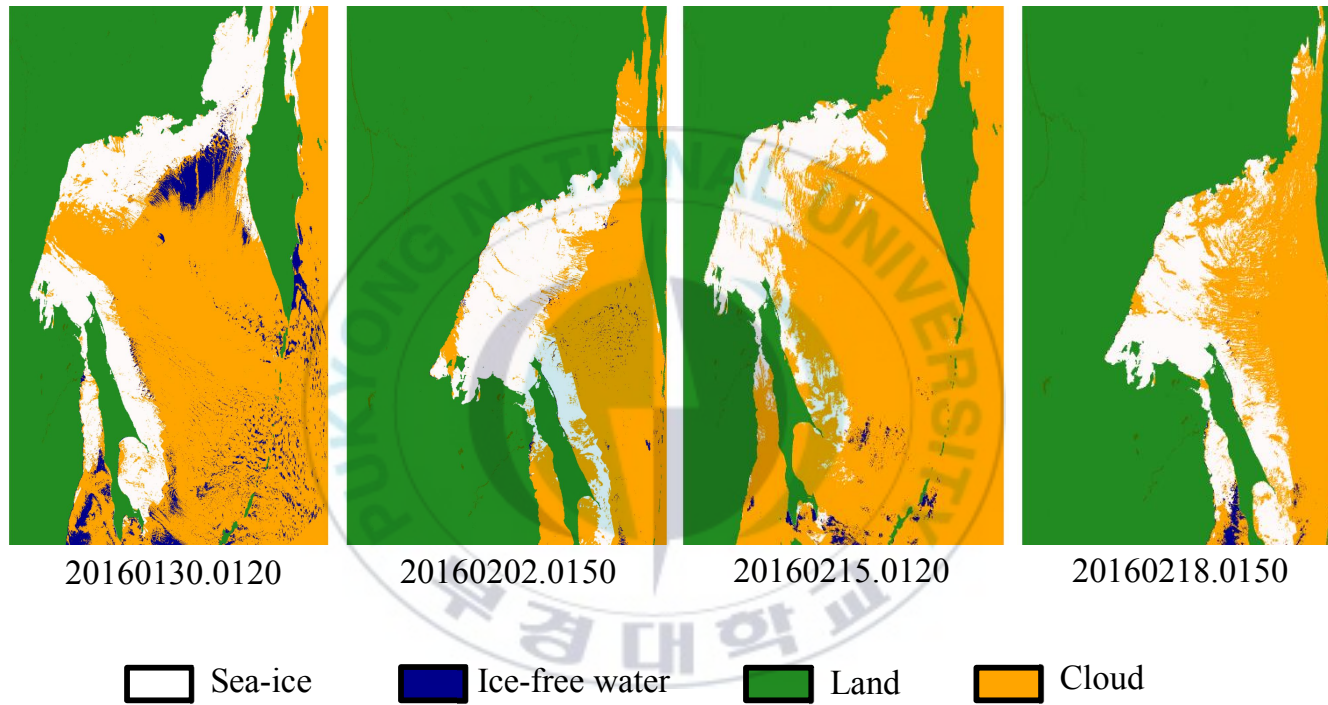 20160130.0120 20160202.0150 20160215.0120 20160218.0150
Sea-ice Ice-free water Land Cloud
PUKYONG NATIONAL UNIVERSITY
부경대학교